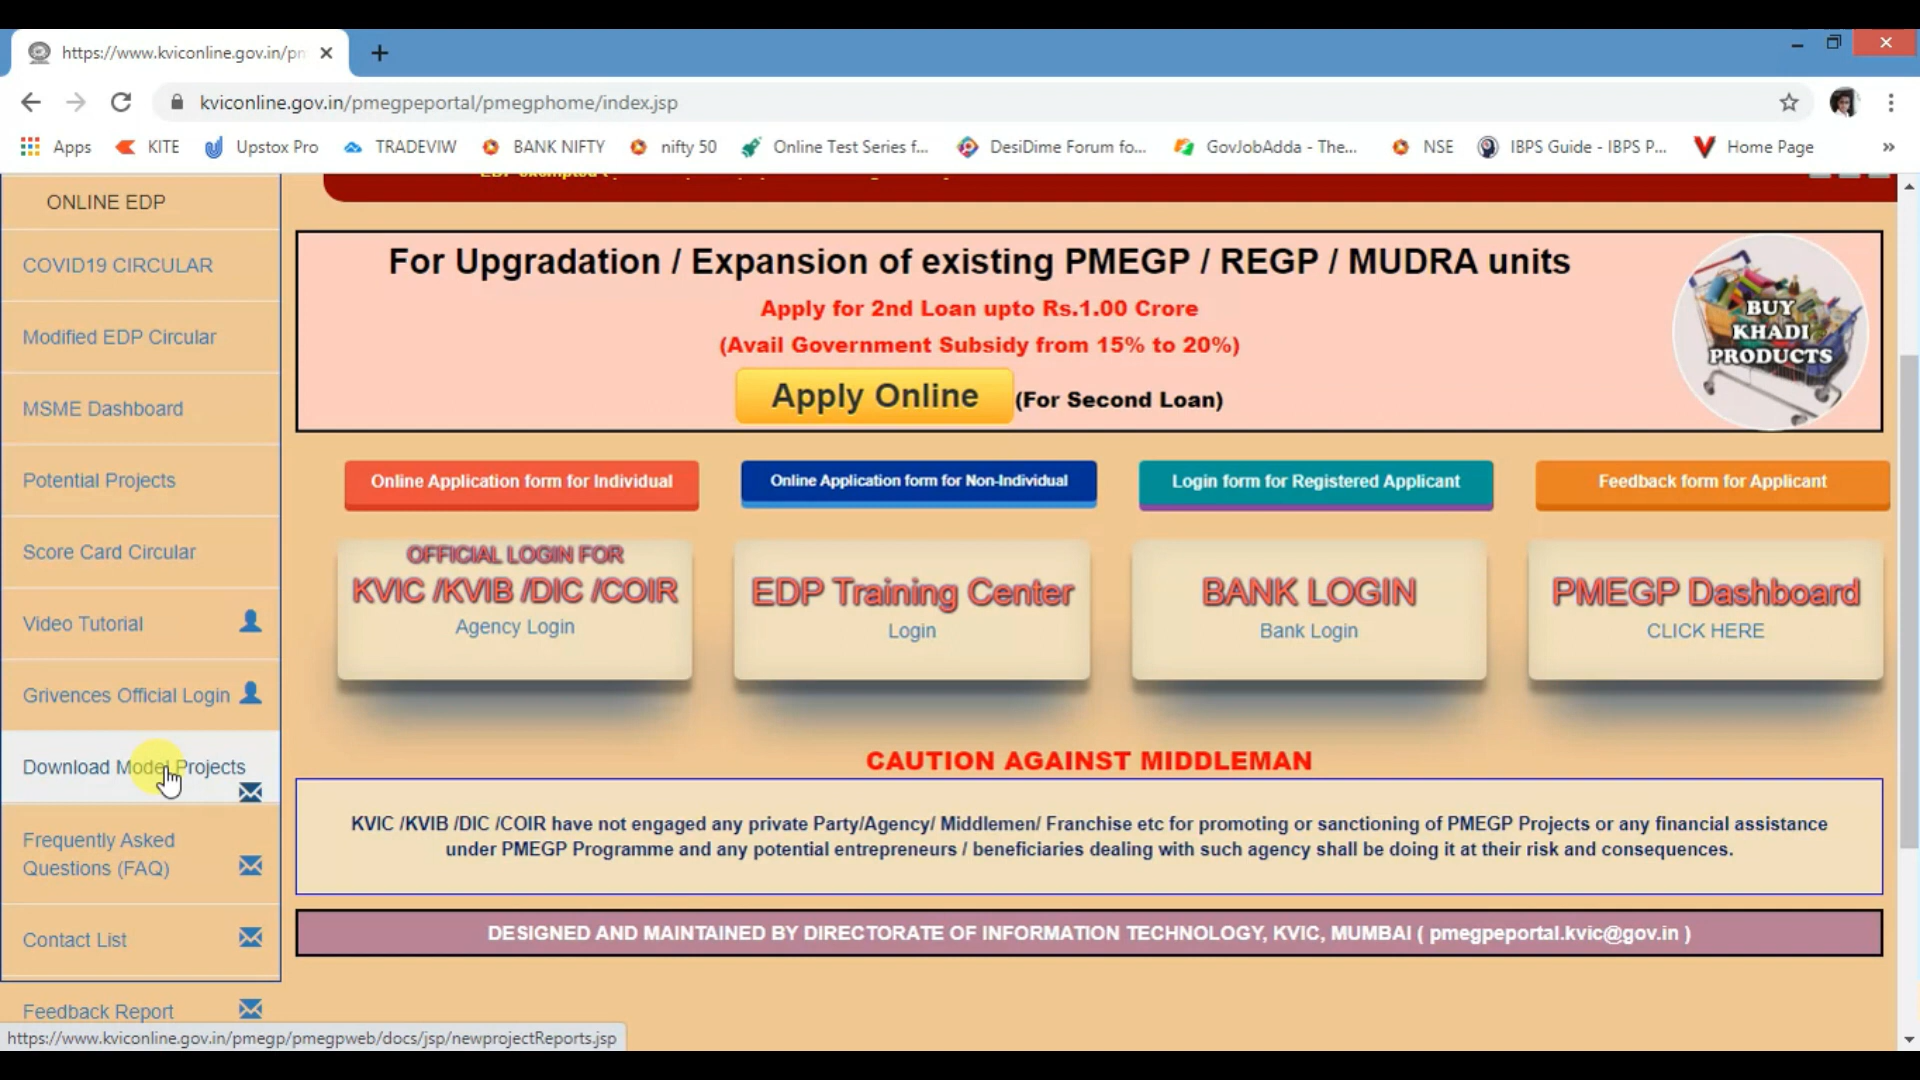 https://www.kviconline.gov.in/pm
kviconline.gov.in/pmegpeportal/pmegphome/index.jsp
Apps KITE Upstox Pro TRADEVIW BANK NIFTY nifty 50 Online Test Series f... DesiDime Forum fo... GovJobAdda - The... NSE IBPS Guide - IBPS P... Home Page »
ONLINE EDP
COVID19 CIRCULAR
Modified EDP Circular
MSME Dashboard
Potential Projects
Score Card Circular
Video Tutorial
Grivences Official Login
Download Model Projects
Frequently Asked
Questions (FAQ)
Contact List
Feedback Report
For Upgradation / Expansion of existing PMEGP / REGP / MUDRA units
Apply for 2nd Loan upto Rs.1.00 Crore
(Avail Government Subsidy from 15% to 20%)
Apply Online (For Second Loan)
BUY
KHADI
PRODUCTS
Online Application form for Individual
Online Application form for Non-Individual
Login form for Registered Applicant
Feedback form for Applicant
OFFICIAL LOGIN FOR
KVIC /KVIB /DIC /COIR
Agency Login
EDP Training Center
Login
BANK LOGIN
Bank Login
PMEGP Dashboard
CLICK HERE
CAUTION AGAINST MIDDLEMAN
KVIC /KVIB /DIC /COIR have not engaged any private Party/Agency/ Middlemen/ Franchise etc for promoting or sanctioning of PMEGP Projects or any financial assistance
under PMEGP Programme and any potential entrepreneurs / beneficiaries dealing with such agency shall be doing it at their risk and consequences.
DESIGNED AND MAINTAINED BY DIRECTORATE OF INFORMATION TECHNOLOGY, KVIC, MUMBAI ( pmegpeportal.kvic@gov.in )
https://www.kviconline.gov.in/pmegp/pmegpweb/docs/jsp/newprojectReports.jsp